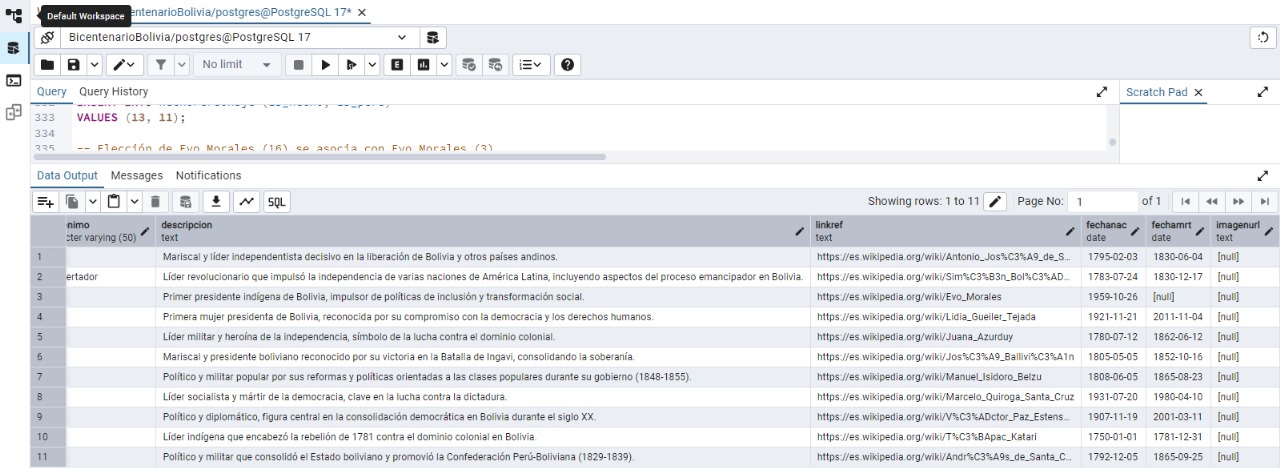 Default Workspace
entenarioBolivia/postgres@PostgreSQL 17*
BicentenarioBolivia/postgres@PostgreSQL 17
No limit
Query Query History Scratch Pad
333 VALUES (13, 11);
334
335 -- Elección de Evo Morales (16) se asocia con Evo Morales (3)
Data Output Messages Notifications
SQL Showing rows: 1 to 11 Page No: 1 of 1
nimo descripcion linkref fechanac fechamrt imagenurl
cter varying (50) text text date date text
1 Mariscal y líder independentista decisivo en la liberación de Bolivia y otros países andinos. https://es.wikipedia.org/wiki/Antonio_Jos%C3%A9_de_S... 1795-02-03 1830-06-04 [null]
2 ertador Líder revolucionario que impulsó la independencia de varias naciones de América Latina, incluyendo aspectos del proceso emancipador en Bolivia. https://es.wikipedia.org/wiki/Sim%C3%B3n_Bol%C3%AD... 1783-07-24 1830-12-17 [null]
3 Primer presidente indígena de Bolivia, impulsor de políticas de inclusión y transformación social. https://es.wikipedia.org/wiki/Evo_Morales 1959-10-26 [null] [null]
4 Primera mujer presidenta de Bolivia, reconocida por su compromiso con la democracia y los derechos humanos. https://es.wikipedia.org/wiki/Lidia_Gueiler_Tejada 1921-11-21 2011-11-04 [null]
5 Líder militar y heroína de la independencia, símbolo de la lucha contra el dominio colonial. https://es.wikipedia.org/wiki/Juana_Azurduy 1780-07-12 1862-06-12 [null]
6 Mariscal y presidente boliviano reconocido por su victoria en la Batalla de Ingavi, consolidando la soberanía. https://es.wikipedia.org/wiki/Jos%C3%A9_Ballivi%C3%A1n 1805-05-05 1852-10-16 [null]
7 Político y militar popular por sus reformas y políticas orientadas a las clases populares durante su gobierno (1848-1855). https://es.wikipedia.org/wiki/Manuel_Isidoro_Belzu 1808-06-05 1865-08-23 [null]
8 Líder socialista y mártir de la democracia, clave en la lucha contra la dictadura. https://es.wikipedia.org/wiki/Marcelo_Quiroga_Santa_Cruz 1931-07-20 1980-04-10 [null]
9 Político y diplomático, figura central en la consolidación democrática en Bolivia durante el siglo XX. https://es.wikipedia.org/wiki/V%C3%ADctor_Paz_Estens... 1907-11-19 2001-03-11 [null]
10 Líder indígena que encabezó la rebelión de 1781 contra el dominio colonial en Bolivia. https://es.wikipedia.org/wiki/T%C3%BApac_Katari 1750-01-01 1781-12-31 [null]
11 Político y militar que consolidó el Estado boliviano y promovió la Confederación Perú-Boliviana (1829-1839). https://es.wikipedia.org/wiki/Andr%C3%A9s_de_Santa_C... 1792-12-05 1865-09-25 [null]